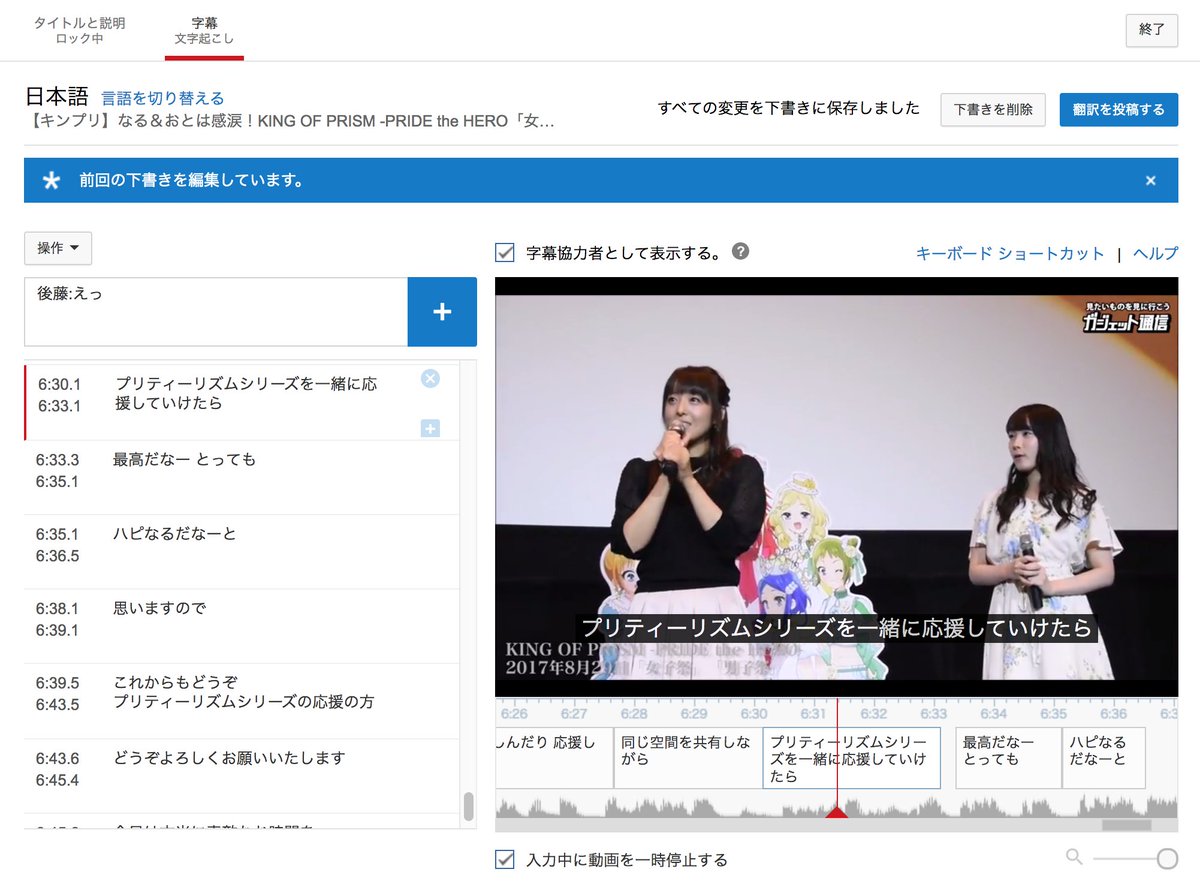 タイトルと説明
ロック中
字幕
文字起こし
終了
日本語 言語を切り替える
【キンプリ】なる＆おとは感涙！KING OF PRISM -PRIDE the HERO「女…
すべての変更を下書きに保存しました
下書きを削除
翻訳を投稿する
前回の下書きを編集しています。
操作
後藤:えっ
6:30.1
6:33.1
プリティーリズムシリーズを一緒に応
援していけたら
6:33.3
6:35.1
最高だなー とっても
6:35.1
6:36.5
ハピなるだなーと
6:38.1
6:39.1
思いますので
6:39.5
6:43.5
これからもどうぞ
プリティーリズムシリーズの応援の方
6:43.6
6:45.4
どうぞよろしくお願いいたします
字幕協力者として表示する。
キーボード ショートカット | ヘルプ
見たいものを見に行こう
ガジェット通信
プリティーリズムシリーズを一緒に応援していけたら
KING OF PRISM -PRIDE the HERO-
2017年8月29日「女子祭」「男子祭
6:26 6:27 6:28 6:29 6:30 6:31 6:32 6:33 6:34 6:35 6:36
しんだり 応援し
同じ空間を共有しな
がら
プリティーリズムシリー
ズを一緒に応援していけ
たら
最高だなー
とっても
ハピなる
だなーと
入力中に動画を一時停止する